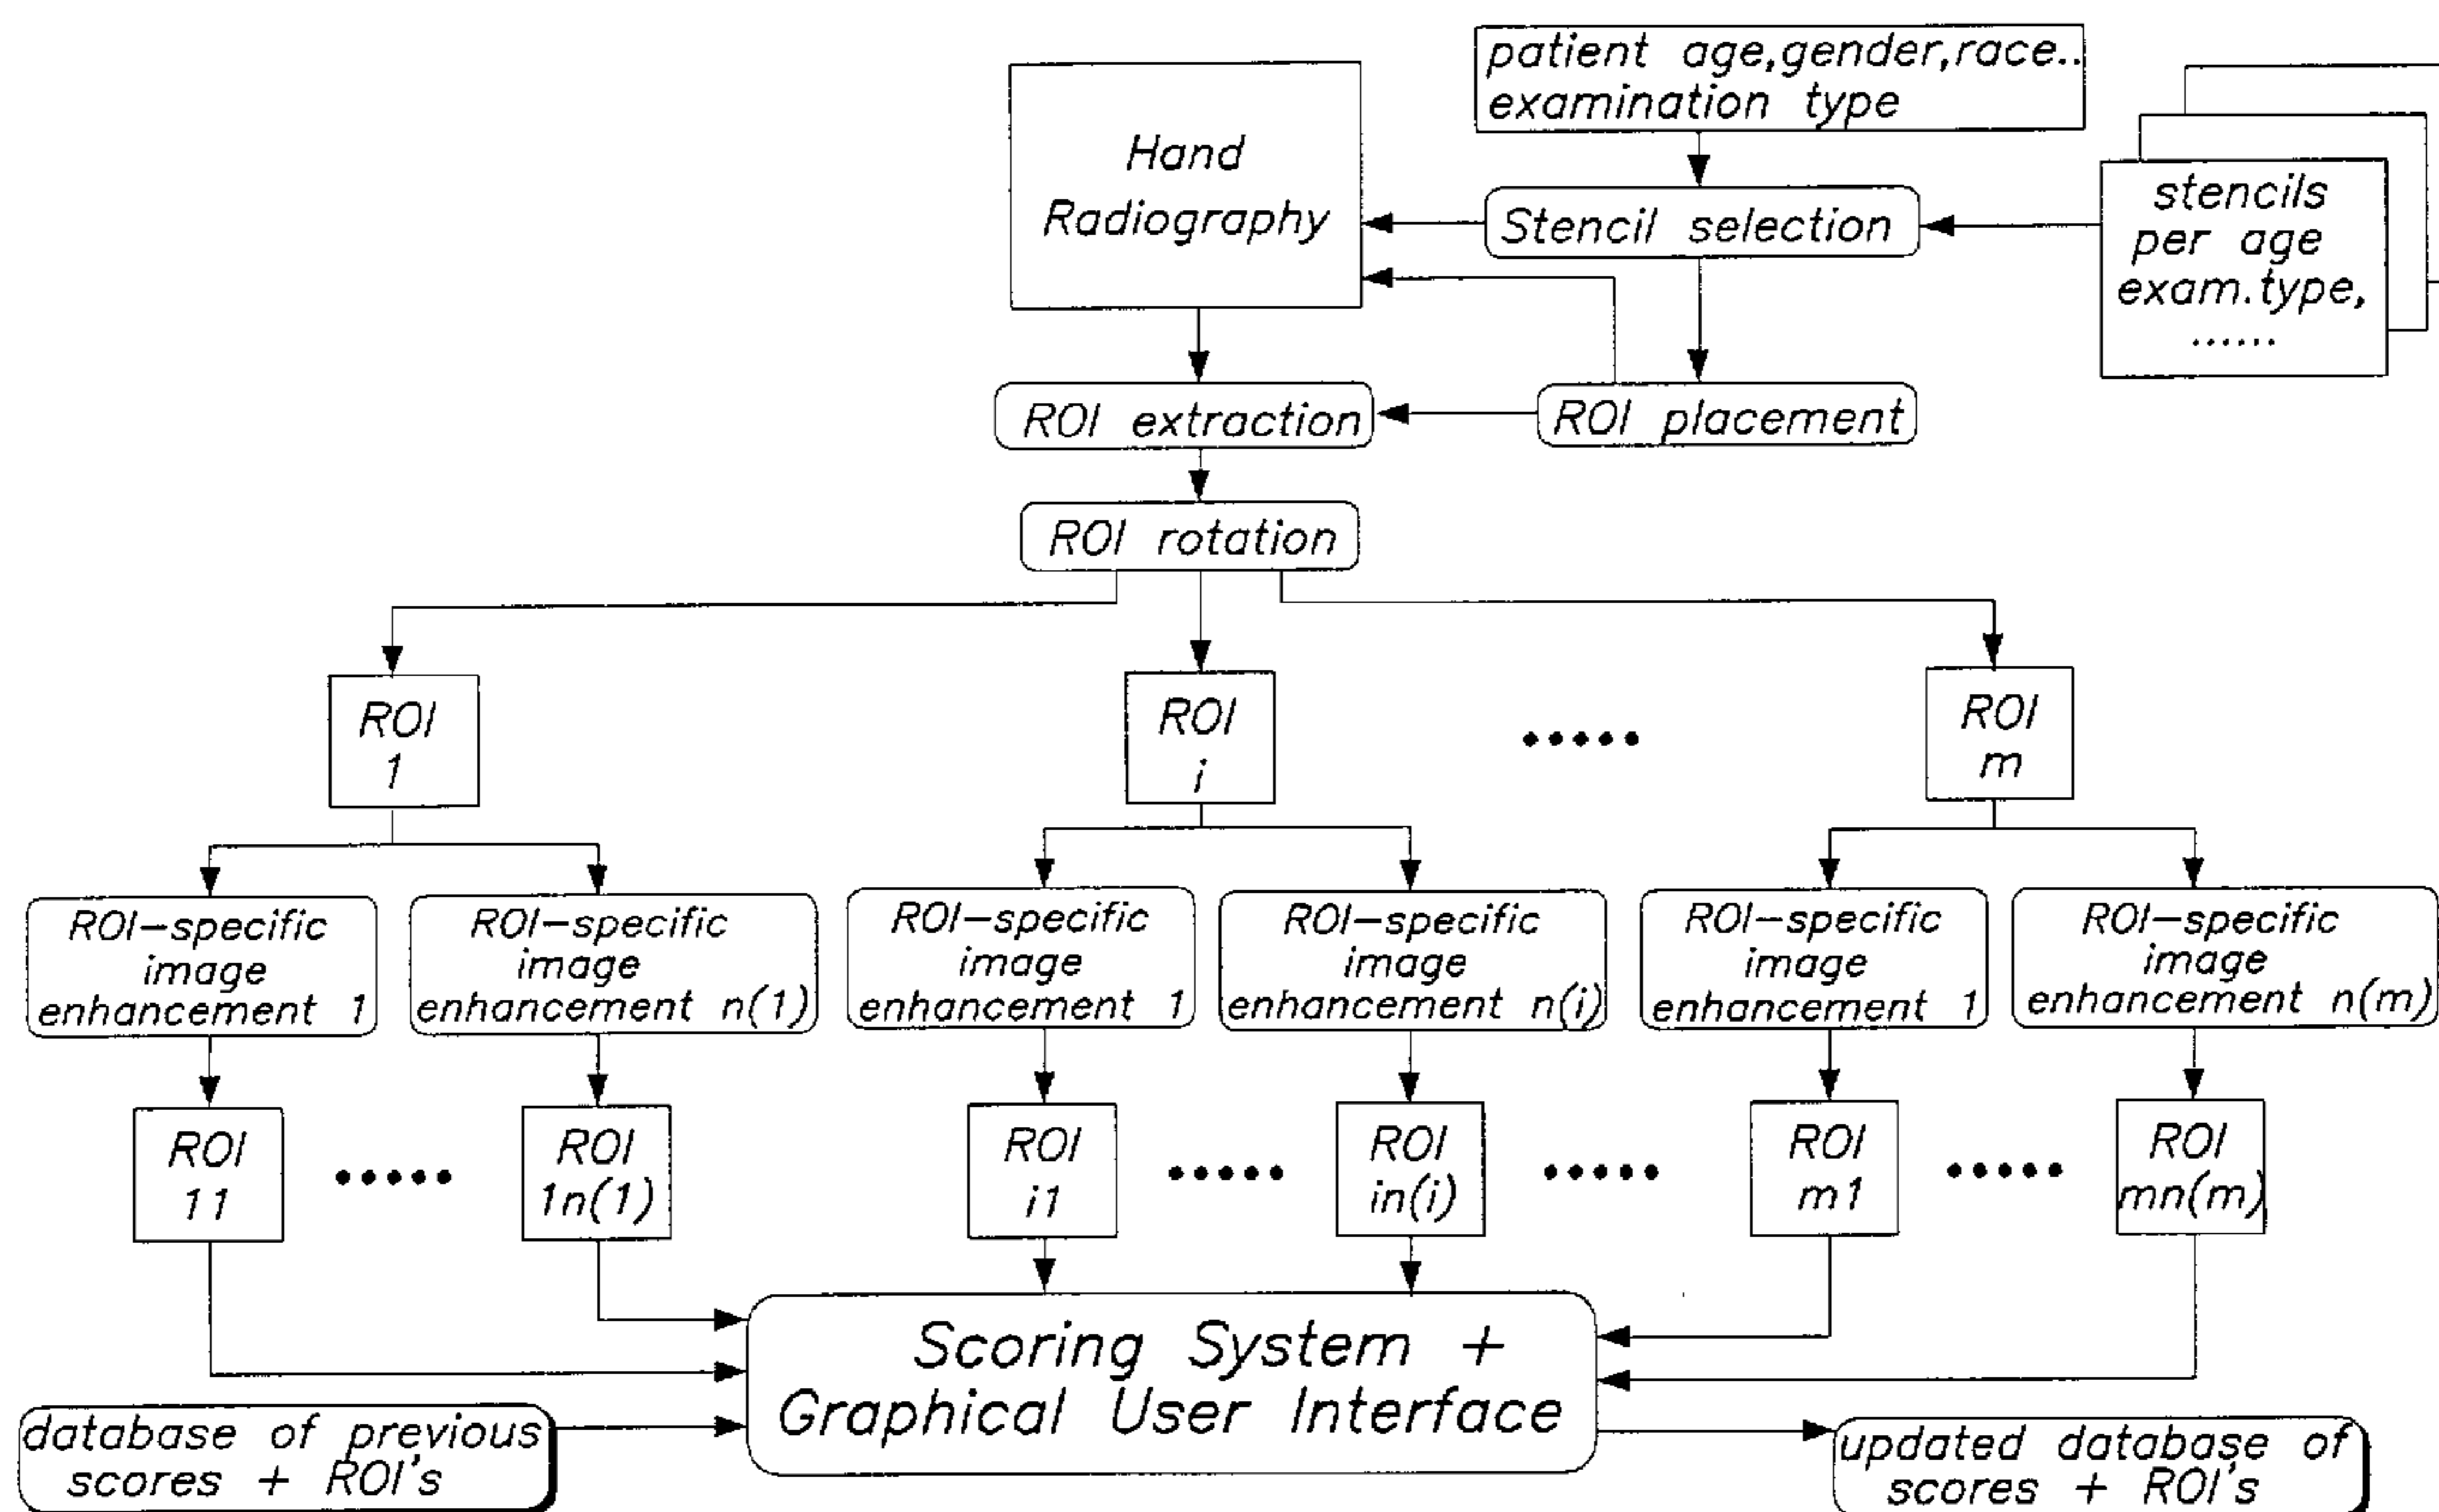 patient age,gender,race..
examination type
Hand
Radiography
Stencil selection
stencils
per age
exam.type,
......
ROI extraction
ROI placement
ROI rotation
ROI
1
ROI
i
.....
ROI
m
ROI-specific
image
enhancement 1
ROI-specific
image
enhancement n(1)
ROI-specific
image
enhancement 1
ROI-specific
image
enhancement n(i)
ROI-specific
image
enhancement 1
ROI-specific
image
enhancement n(m)
ROI
11
.....
ROI
1n(1)
ROI
i1
.....
ROI
in(i)
.....
ROI
m1
.....
ROI
mn(m)
Scoring System +
Graphical User Interface
database of previous
scores + ROI's
updated database of
scores + ROI's